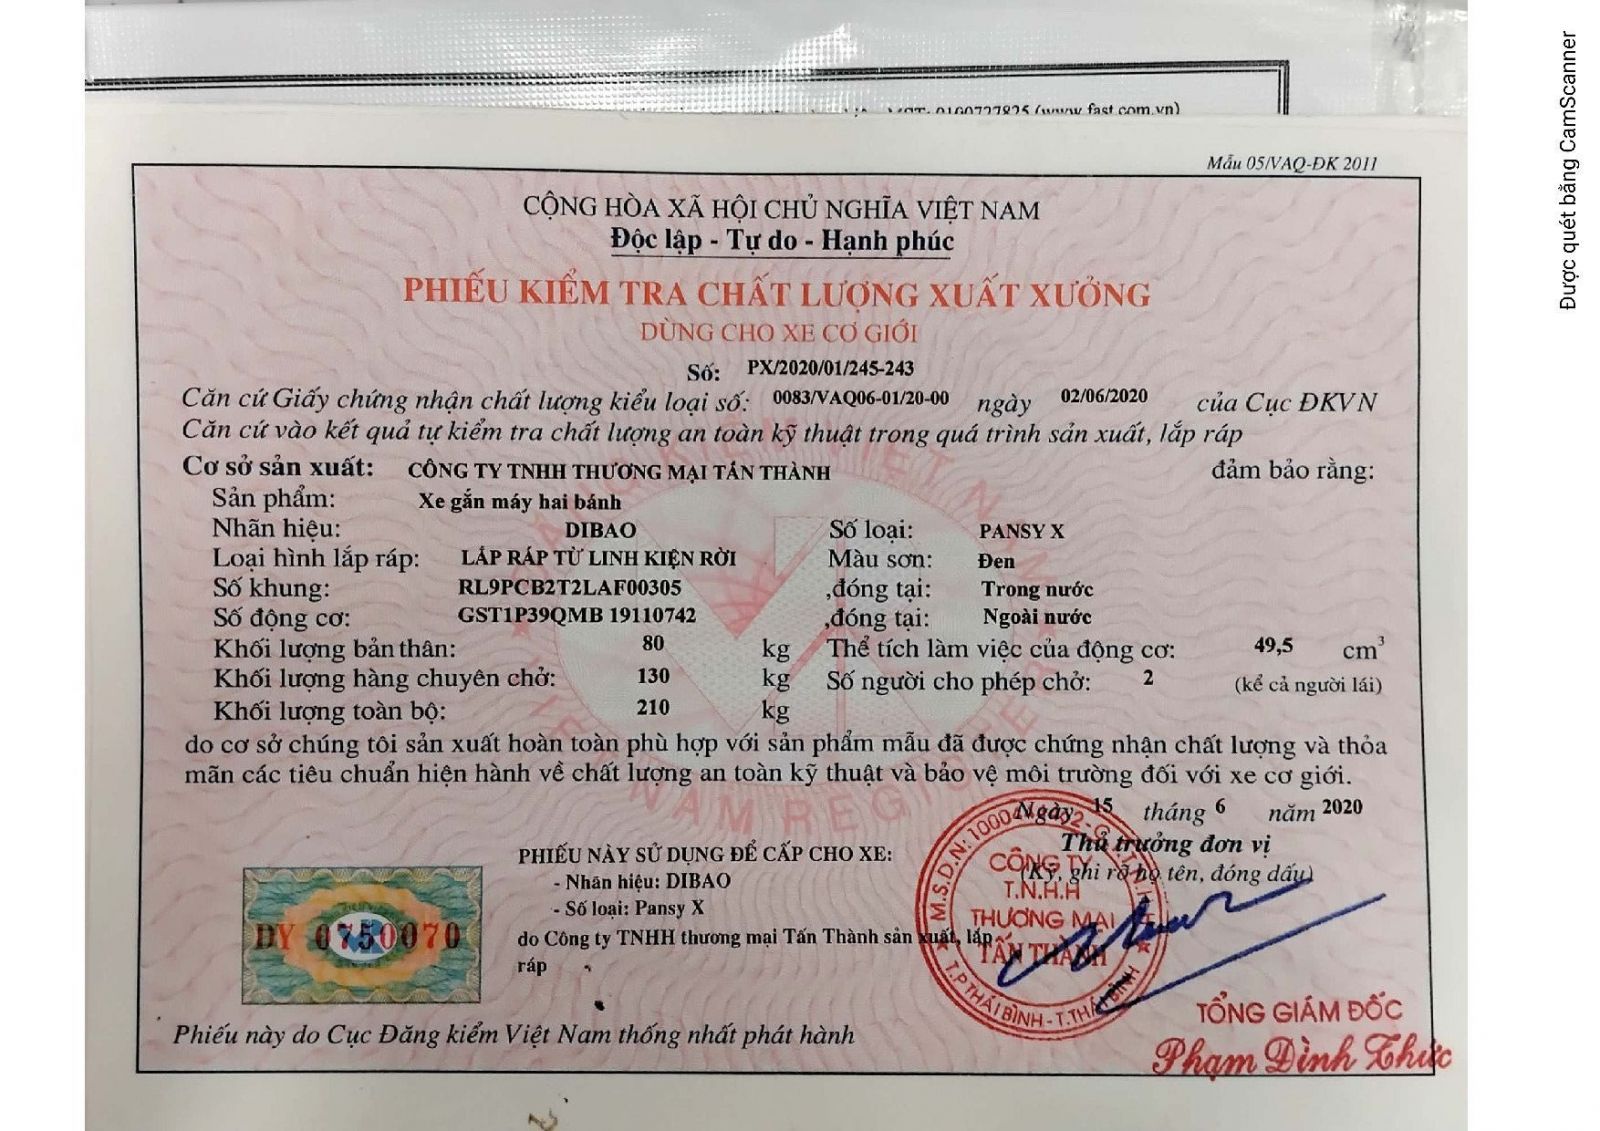 MST: 0100727825 (www.fast.com.vn)
Được quét bằng CamScanner
Mẫu 05/VAQ-ĐK 2011
CỘNG HÒA XÃ HỘI CHỦ NGHĨA VIỆT NAM
Độc lập - Tự do - Hạnh phúc
PHIẾU KIỂM TRA CHẤT LƯỢNG XUẤT XƯỞNG
DÙNG CHO XE CƠ GIỚI
Số: PX/2020/01/245-243
Căn cứ Giấy chứng nhận chất lượng kiểu loại số: 0083/VAQ06-01/20-00 ngày 02/06/2020 của Cục ĐKVN
Căn cứ vào kết quả tự kiểm tra chất lượng an toàn kỹ thuật trong quá trình sản xuất, lắp ráp
Cơ sở sản xuất: CÔNG TY TNHH THƯƠNG MẠI TẤN THÀNH đảm bảo rằng:
Sản phẩm: Xe gắn máy hai bánh
Nhãn hiệu: DIBAO Số loại: PANSY X
Loại hình lắp ráp: LẮP RÁP TỪ LINH KIỆN RỜI Màu sơn: Đen
Số khung: RL9PCB2T2LAF00305 ,đóng tại: Trong nước
Số động cơ: GST1P39QMB 19110742 ,đóng tại: Ngoài nước
Khối lượng bản thân: 80 kg Thể tích làm việc của động cơ: 49,5 cm³
Khối lượng hàng chuyên chở: 130 kg Số người cho phép chở: 2 (kể cả người lái)
Khối lượng toàn bộ: 210 kg
do cơ sở chúng tôi sản xuất hoàn toàn phù hợp với sản phẩm mẫu đã được chứng nhận chất lượng và thỏa
mãn các tiêu chuẩn hiện hành về chất lượng an toàn kỹ thuật và bảo vệ môi trường đối với xe cơ giới.
VIETNAM REGISTER
Ngày 15 tháng 6 năm 2020
Thủ trưởng đơn vị
(Ký, ghi rõ họ tên, đóng dấu)
PHIẾU NÀY SỬ DỤNG ĐỂ CẤP CHO XE:
- Nhãn hiệu: DIBAO
- Số loại: Pansy X
do Công ty TNHH thương mại Tấn Thành sản xuất, lắp
ráp
DY 0750070
CÔNG TY
T.N.H.H
THƯƠNG MẠI
TẤN THÀNH
T.P THÁI BÌNH - T.THÁI BÌNH
TỔNG GIÁM ĐỐC
Phạm Đình Thức
Phiếu này do Cục Đăng kiểm Việt Nam thống nhất phát hành